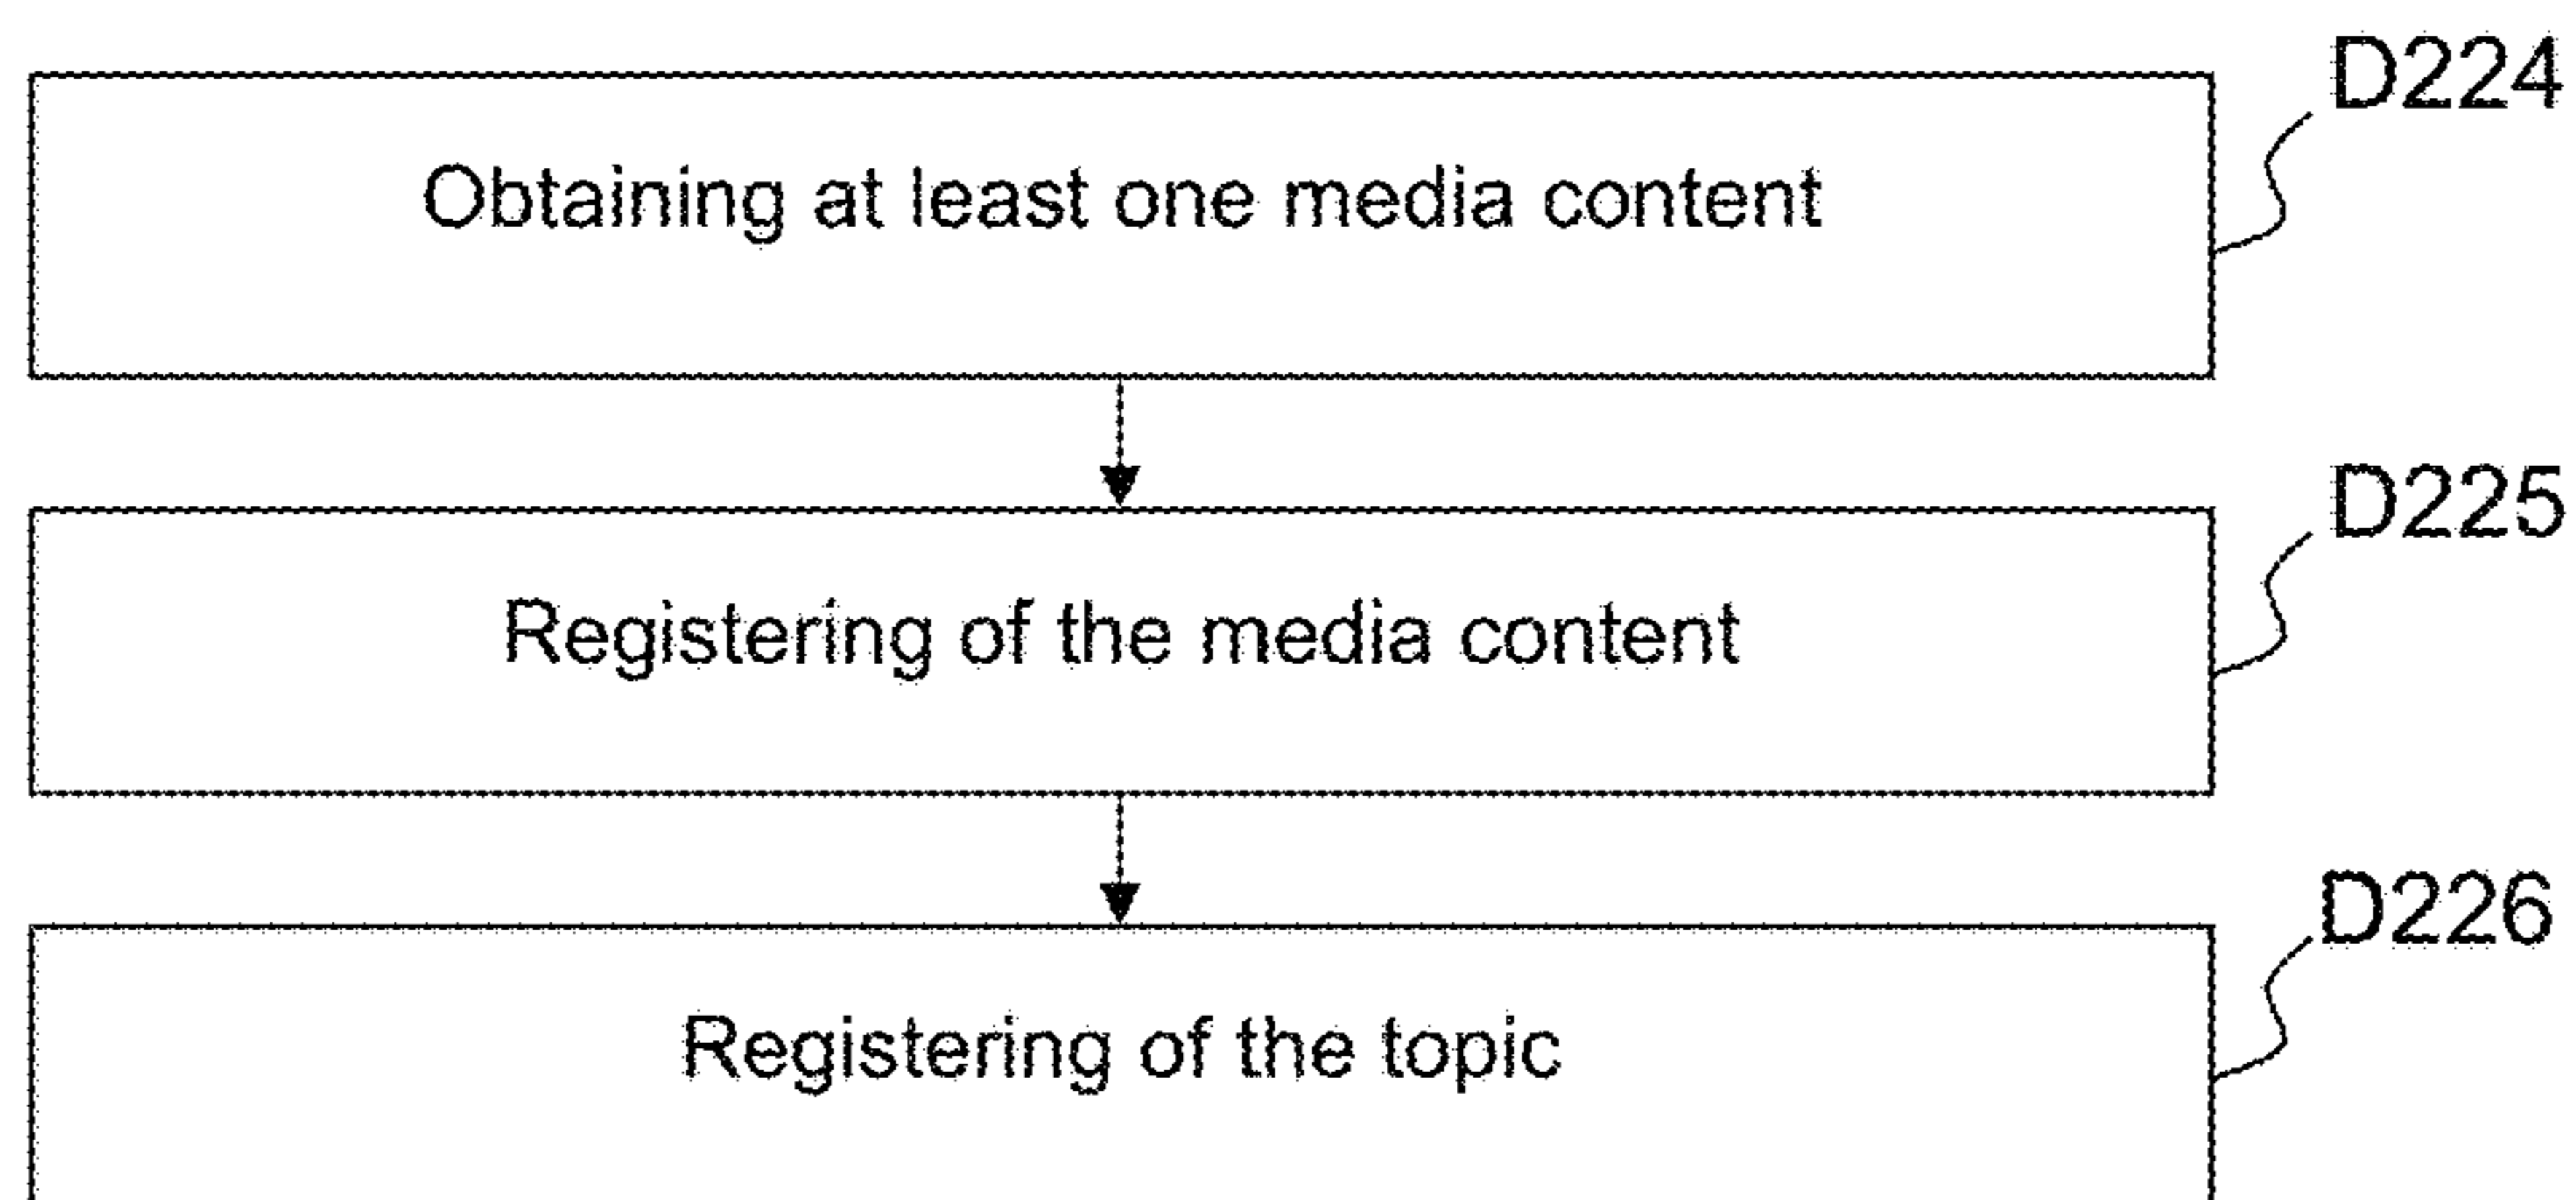 D224
Obtaining at least one media content
D225
Registering of the media content
D226
Registering of the topic